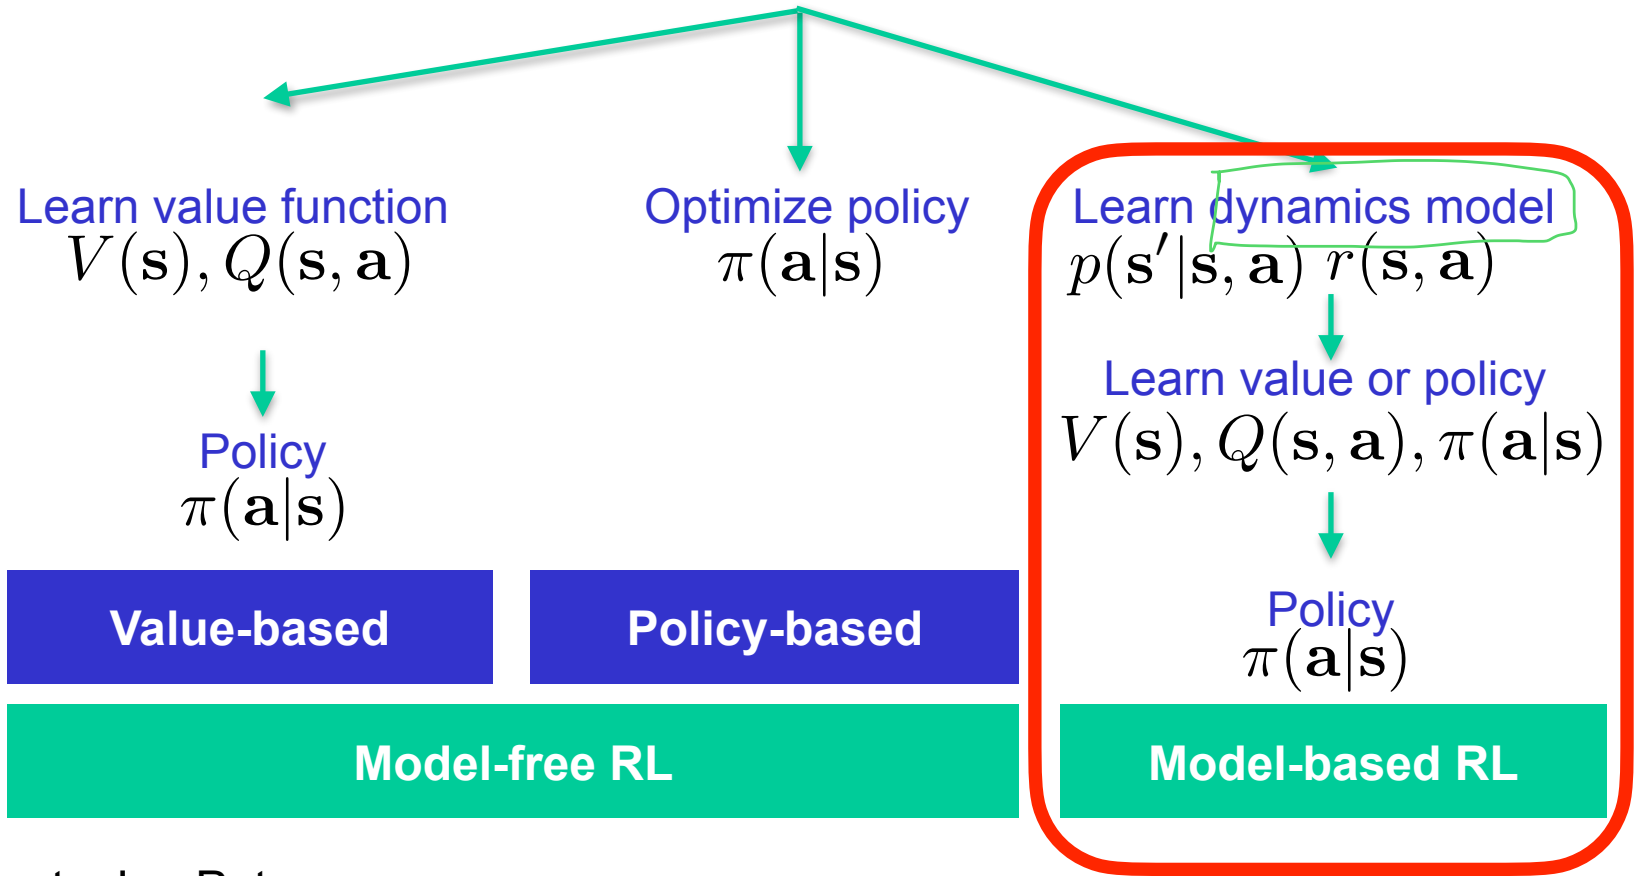 Learn value function
V(s), Q(s, a)
Policy
π(a|s)
Value-based
Optimize policy
π(a|s)
Policy-based
Model-free RL
Learn dynamics model
p(s′|s, a) r(s, a)
Learn value or policy
V(s), Q(s, a), π(a|s)
Policy
π(a|s)
Model-based RL